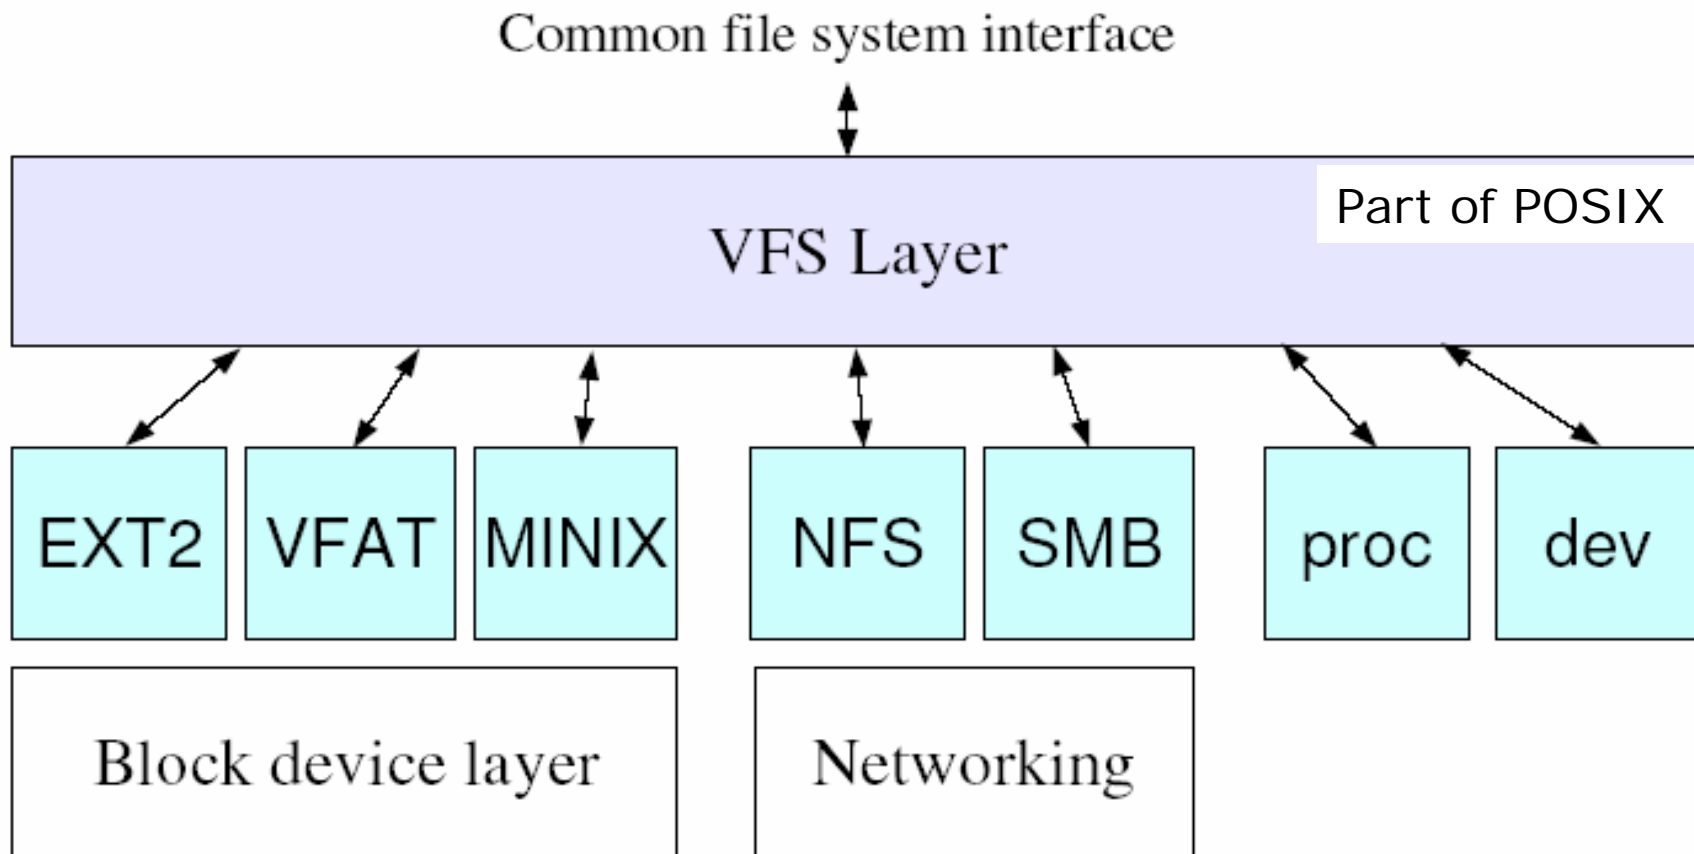 Common file system interface
Part of POSIX
VFS Layer
EXT2 VFAT MINIX NFS SMB proc dev
Block device layer Networking